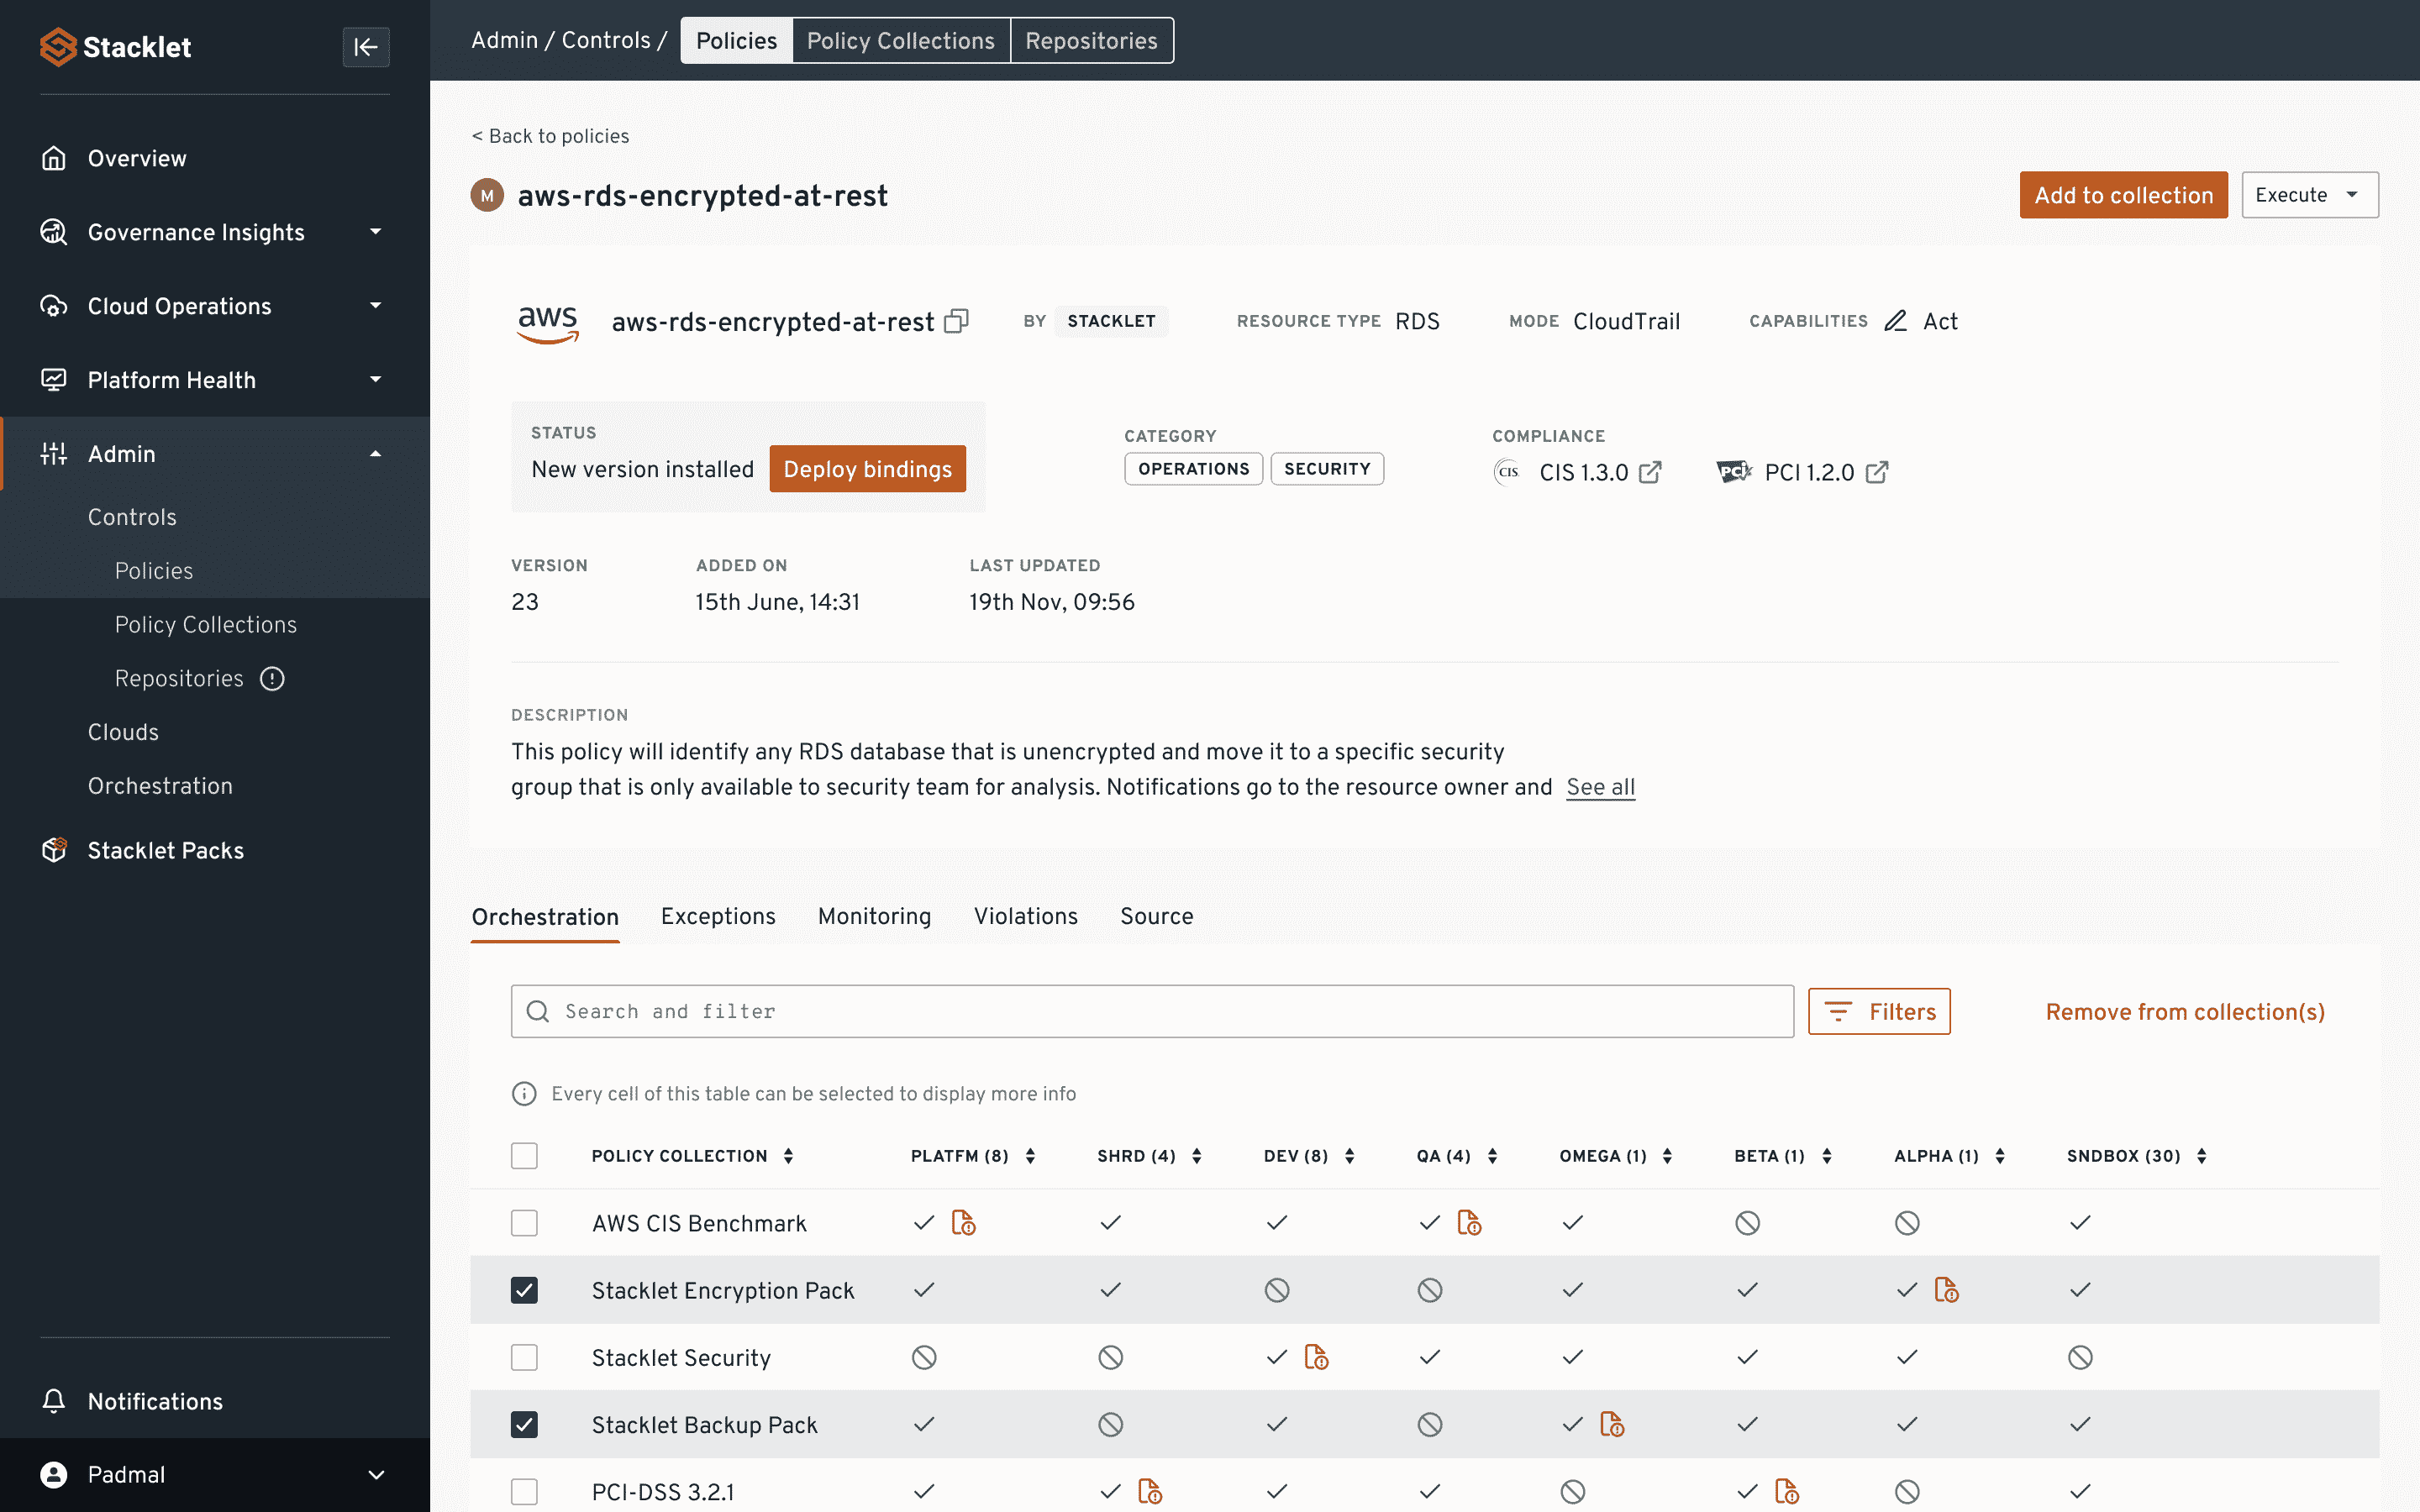 Stacklet
Overview
Governance Insights
Cloud Operations
Platform Health
Admin
Controls
Policies
Policy Collections
Repositories
Clouds
Orchestration
Stacklet Packs
Notifications
Padmal
Admin / Controls / Policies Policy Collections Repositories
< Back to policies
M aws-rds-encrypted-at-rest Add to collection Execute
aws aws-rds-encrypted-at-rest BY STACKLET RESOURCE TYPE RDS MODE CloudTrail CAPABILITIES Act
STATUS
New version installed Deploy bindings
CATEGORY
OPERATIONS SECURITY
COMPLIANCE
CIS CIS 1.3.0 PCI PCI 1.2.0
VERSION ADDED ON LAST UPDATED
23 15th June, 14:31 19th Nov, 09:56
DESCRIPTION
This policy will identify any RDS database that is unencrypted and move it to a specific security
group that is only available to security team for analysis. Notifications go to the resource owner and See all
Orchestration Exceptions Monitoring Violations Source
Search and filter Filters Remove from collection(s)
Every cell of this table can be selected to display more info
POLICY COLLECTION PLATFM (8) SHRD (4) DEV (8) QA (4) OMEGA (1) BETA (1) ALPHA (1) SNDBOX (30)
AWS CIS Benchmark
Stacklet Encryption Pack
Stacklet Security
Stacklet Backup Pack
PCI-DSS 3.2.1